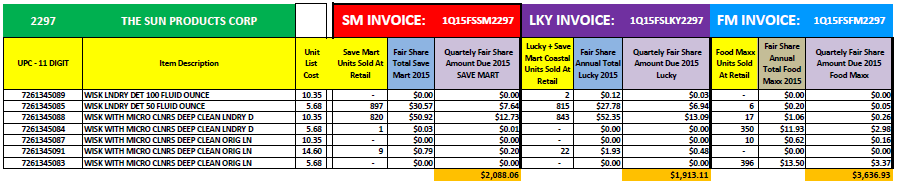 2297 THE SUN PRODUCTS CORP SM INVOICE: 1Q15FSSM2297 LKY INVOICE: 1Q15FSLKY2297 FM INVOICE: 1Q15FSFM2297
UPC - 11 DIGIT Item Description Unit List Cost Save Mart Units Sold At Retail Fair Share Total Save Mart 2015 Quartely Fair Share Amount Due 2015 SAVE MART Lucky + Save Mart Coastal Units Sold At Retail Fair Share Annual Total Lucky 2015 Quartely Fair Share Amount Due 2015 Lucky Food Maxx Units Sold At Retail Fair Share Annual Total Food Maxx 2015 Quartely Fair Share Amount Due 2015 Food Maxx
7261345089 WISK LNDRY DET 100 FLUID OUNCE 10.35 - $0.00 $0.00 2 $0.12 $0.03 - $0.00 $0.00
7261345085 WISK LNDRY DET 50 FLUID OUNCE 5.68 897 $30.57 $7.64 815 $27.78 $6.94 6 $0.20 $0.05
7261345088 WISK WITH MICRO CLNRS DEEP CLEAN LNDRY D 10.35 820 $50.92 $12.73 843 $52.35 $13.09 17 $1.06 $0.26
7261345084 WISK WITH MICRO CLNRS DEEP CLEAN LNDRY D 5.68 1 $0.03 $0.01 - $0.00 $0.00 350 $11.93 $2.98
7261345087 WISK WITH MICRO CLNRS DEEP CLEAN ORIG LN 10.35 - $0.00 $0.00 - $0.00 $0.00 10 $0.62 $0.16
7261345091 WISK WITH MICRO CLNRS DEEP CLEAN ORIG LN 14.60 9 $0.79 $0.20 22 $1.93 $0.48 - $0.00 $0.00
7261345083 WISK WITH MICRO CLNRS DEEP CLEAN ORIG LN 5.68 - $0.00 $0.00 - $0.00 $0.00 396 $13.50 $3.37
$2,088.06 $1,913.11 $3,636.93